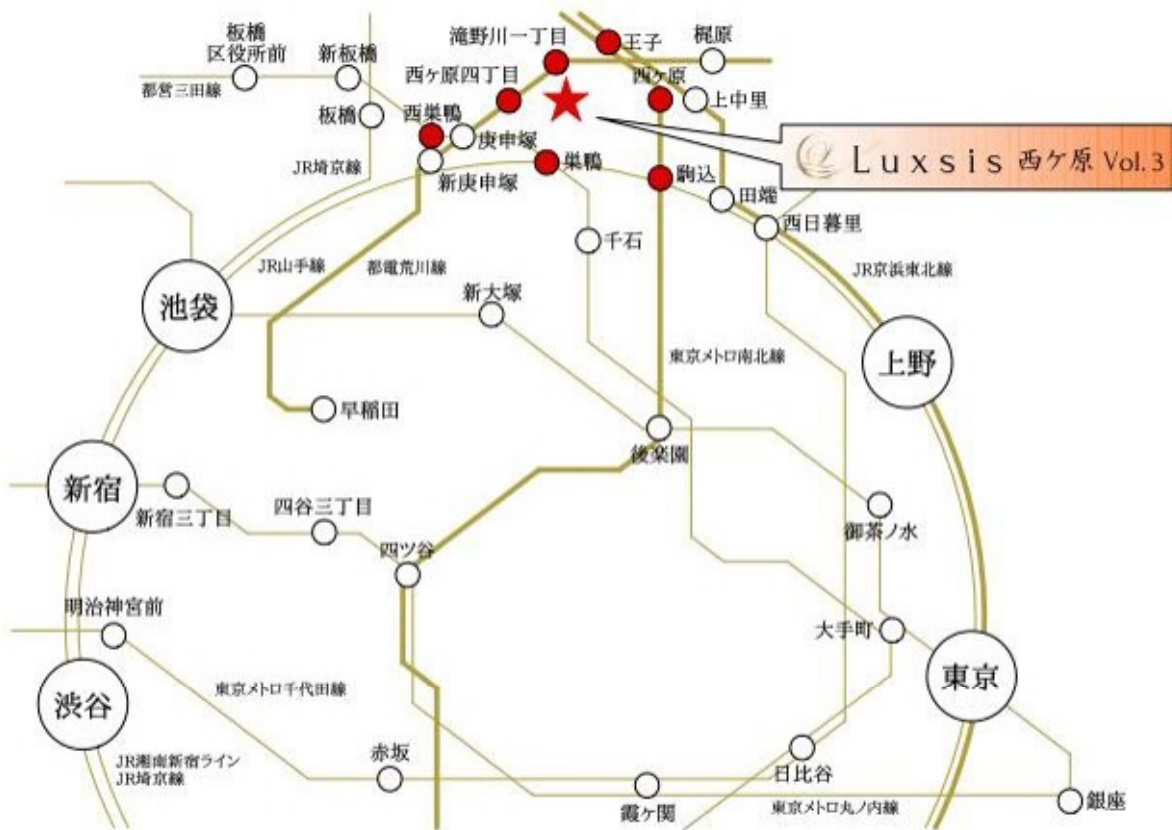 板橋
区役所前
新板橋
滝野川一丁目
王子
梶原
都営三田線
西ケ原四丁目
西ケ原
上中里
板橋
西巣鴨
庚申塚
JR埼京線
新庚申塚
巣鴨
駒込
田端
Luxsis 西ケ原 Vol.3
西日暮里
千石
JR山手線
都電荒川線
JR京浜東北線
池袋
新大塚
東京メトロ南北線
上野
早稲田
後楽園
新宿
新宿三丁目
四谷三丁目
御茶ノ水
四ツ谷
明治神宮前
大手町
渋谷
東京メトロ千代田線
東京
JR湘南新宿ライン
JR埼京線
赤坂
日比谷
霞ケ関
東京メトロ丸ノ内線
銀座